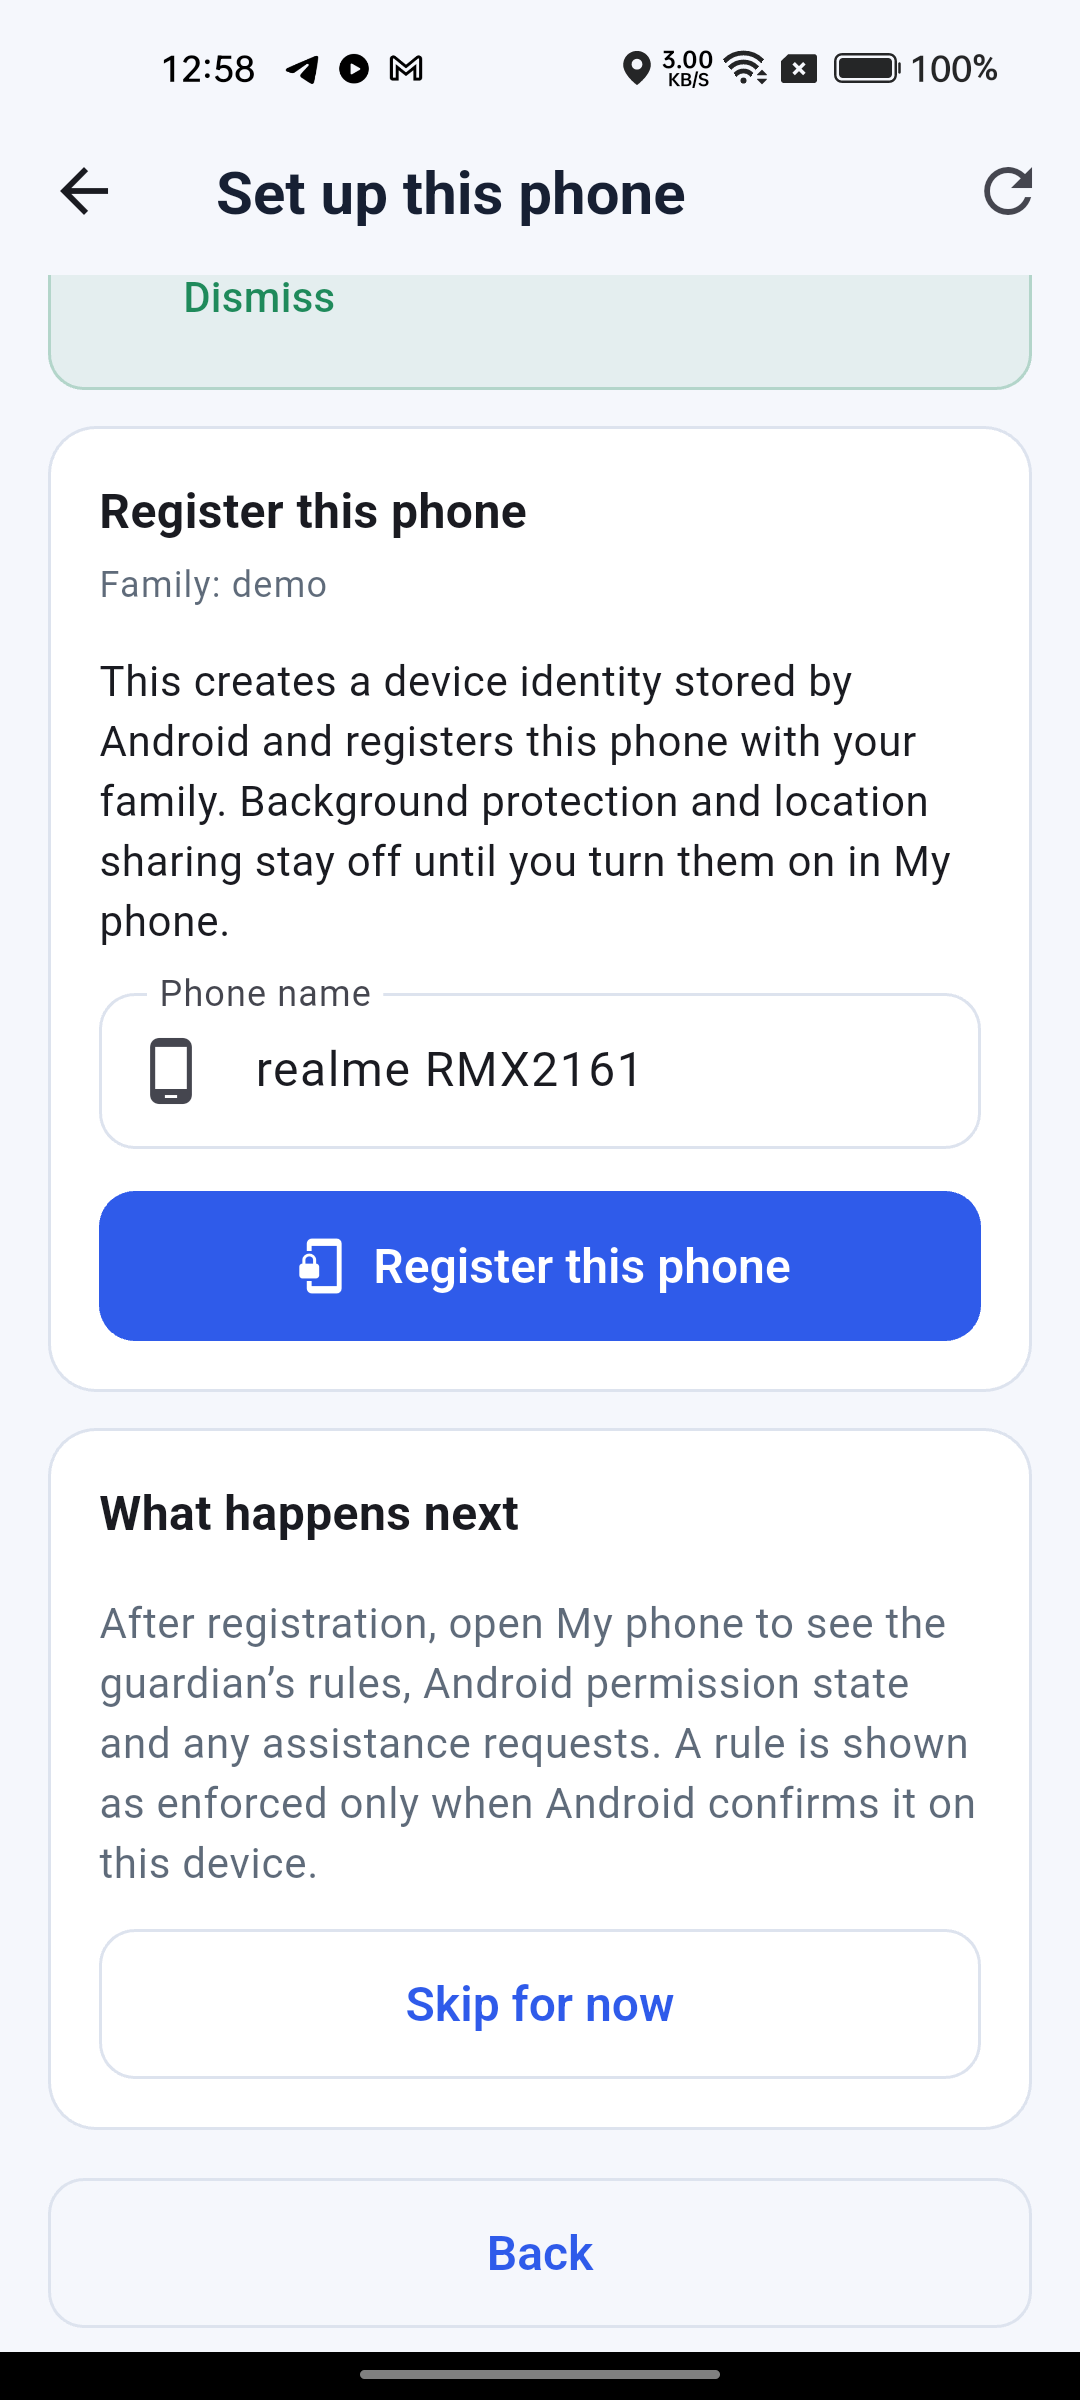 12:58
3.00
KB/S
100%
Set up this phone
Dismiss
Register this phone
Family: demo
This creates a device identity stored by
Android and registers this phone with your
family. Background protection and location
sharing stay off until you turn them on in My
phone.
Phone name
realme RMX2161
Register this phone
What happens next
After registration, open My phone to see the
guardian’s rules, Android permission state
and any assistance requests. A rule is shown
as enforced only when Android confirms it on
this device.
Skip for now
Back